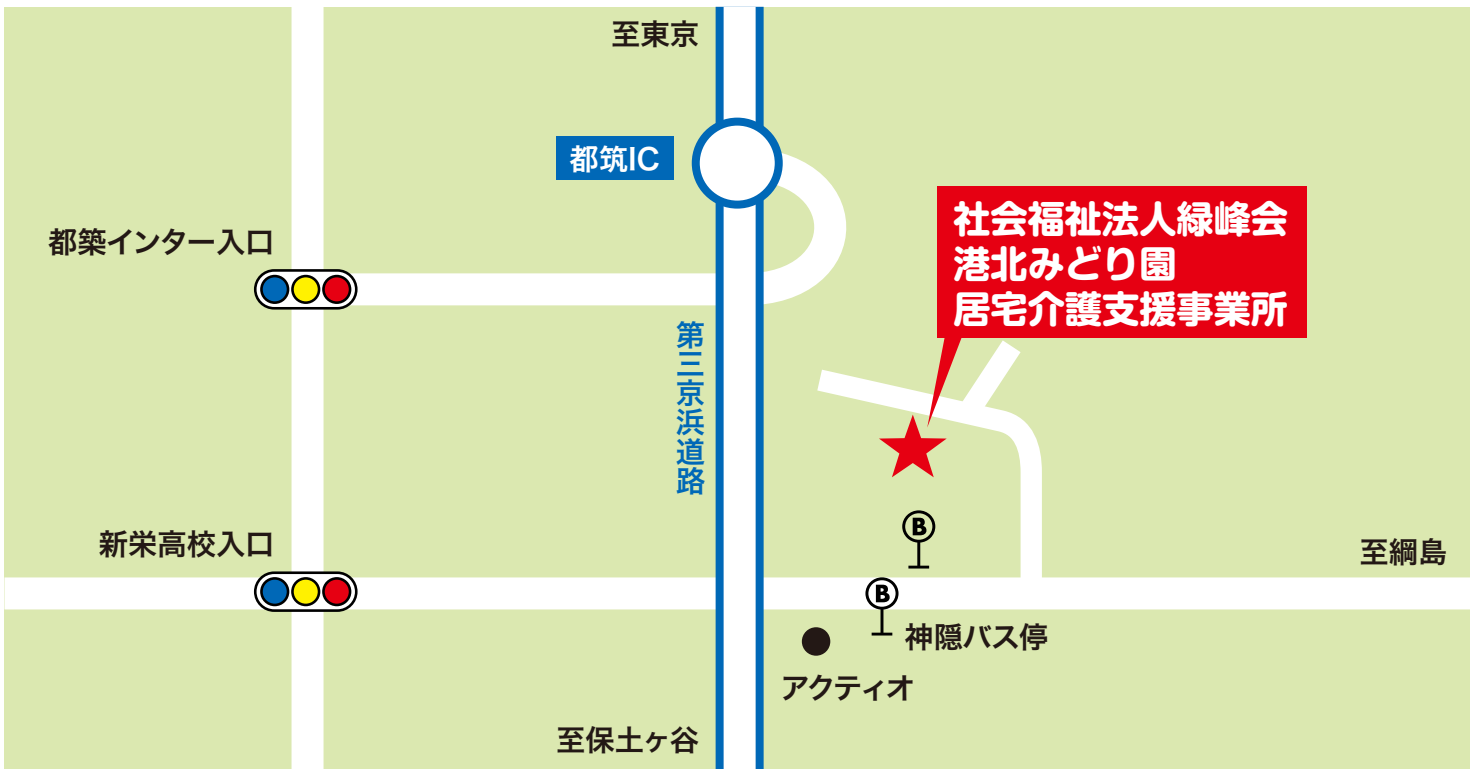 至東京
都筑IC
社会福祉法人緑峰会
港北みどり園
居宅介護支援事業所
都築インター入口
第三京浜道路
新栄高校入口
至綱島
B
B
神隠バス停
アクティオ
至保土ヶ谷